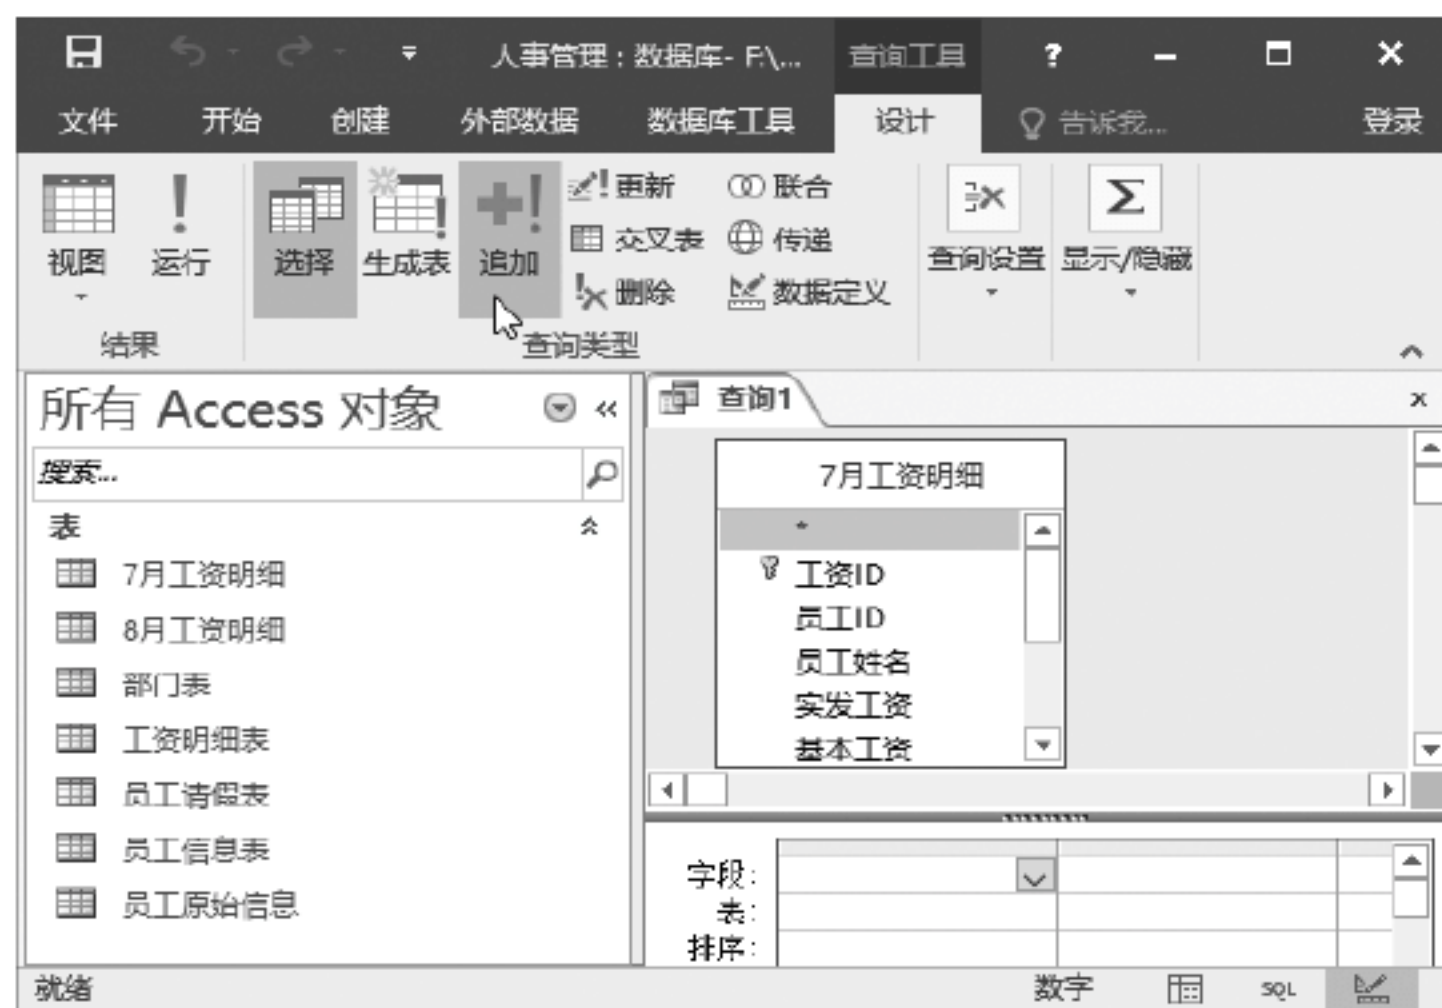 人事管理：数据库- F:\... 查询工具 ?
文件 开始 创建 外部数据 数据库工具 设计 告诉我... 登录
更新 联合
交叉表 传递
视图 运行 选择 生成表 追加 查询设置 显示/隐藏
删除 数据定义
结果 查询类型
所有 Access 对象
查询1
搜索...
表
7月工资明细
8月工资明细
部门表
工资明细表
员工请假表
员工信息表
员工原始信息
7月工资明细
*
工资ID
员工ID
员工姓名
实发工资
基本工资
字段：
表：
排序：
就绪 数字 SQL